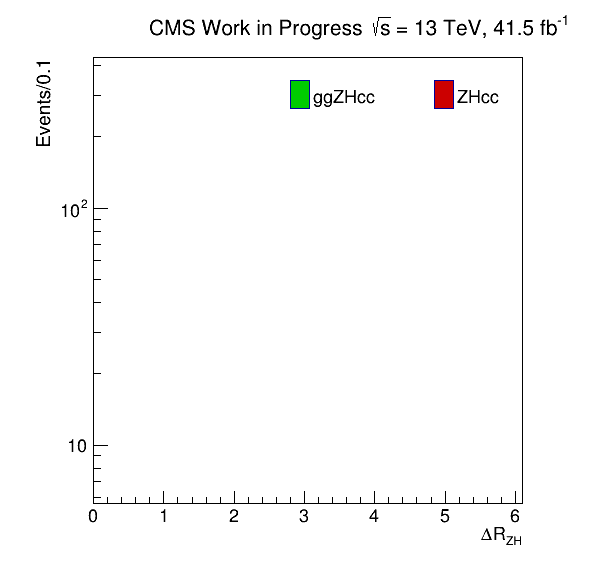 CMS Work in Progress √s = 13 TeV, 41.5 fb⁻¹
Events/0.1
ggZHcc
ZHcc
10²
10
0 1 2 3 4 5 6
ΔR_ZH